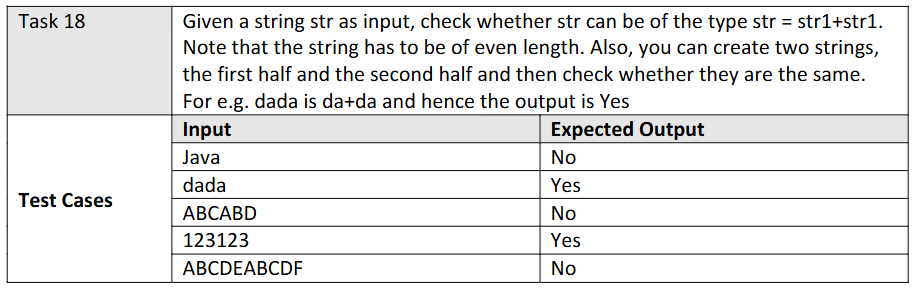 Task 18
Given a string str as input, check whether str can be of the type str = str1+str1.
Note that the string has to be of even length. Also, you can create two strings,
the first half and the second half and then check whether they are the same.
For e.g. dada is da+da and hence the output is Yes
Test Cases
Input Expected Output
Java No
dada Yes
ABCABD No
123123 Yes
ABCDEABCDF No